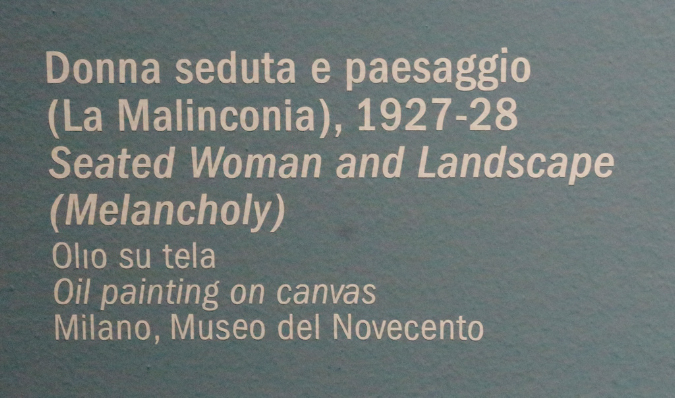 Donna seduta e paesaggio
(La Malinconia), 1927-28
Seated Woman and Landscape
(Melancholy)
Olio su tela
Oil painting on canvas
Milano, Museo del Novecento